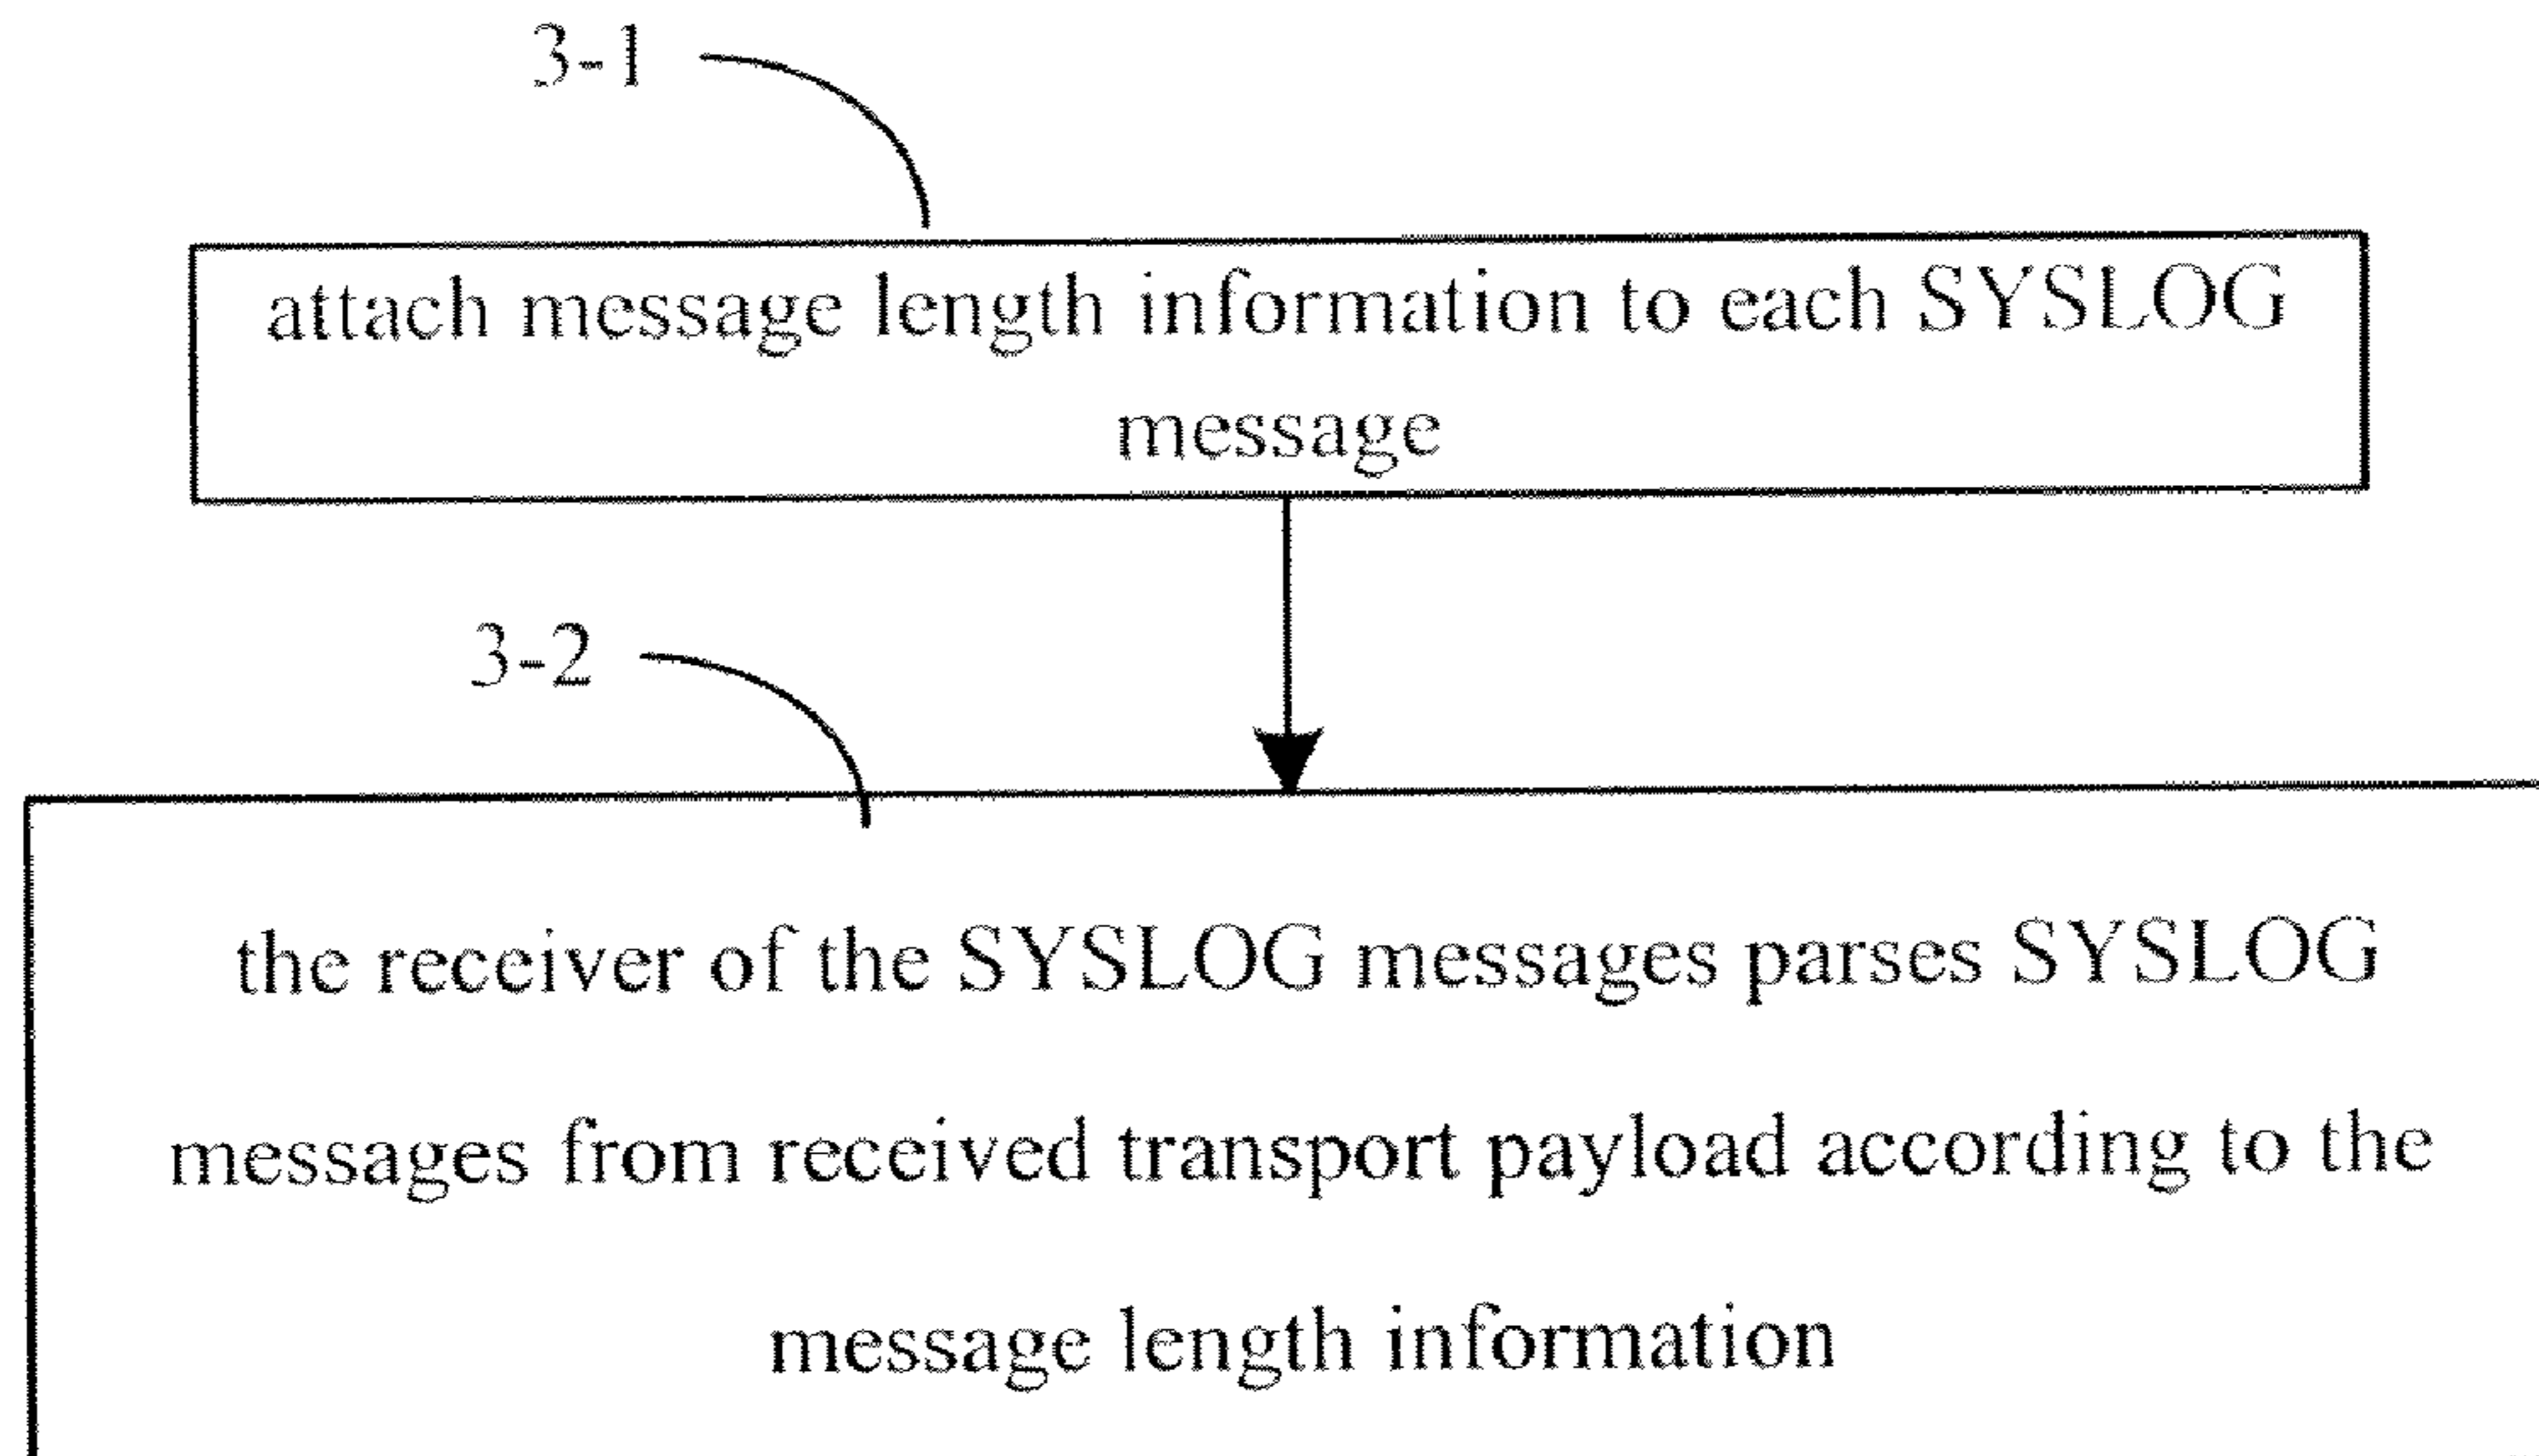 3-1
attach message length information to each SYSLOG
message
3-2
the receiver of the SYSLOG messages parses SYSLOG
messages from received transport payload according to the
message length information